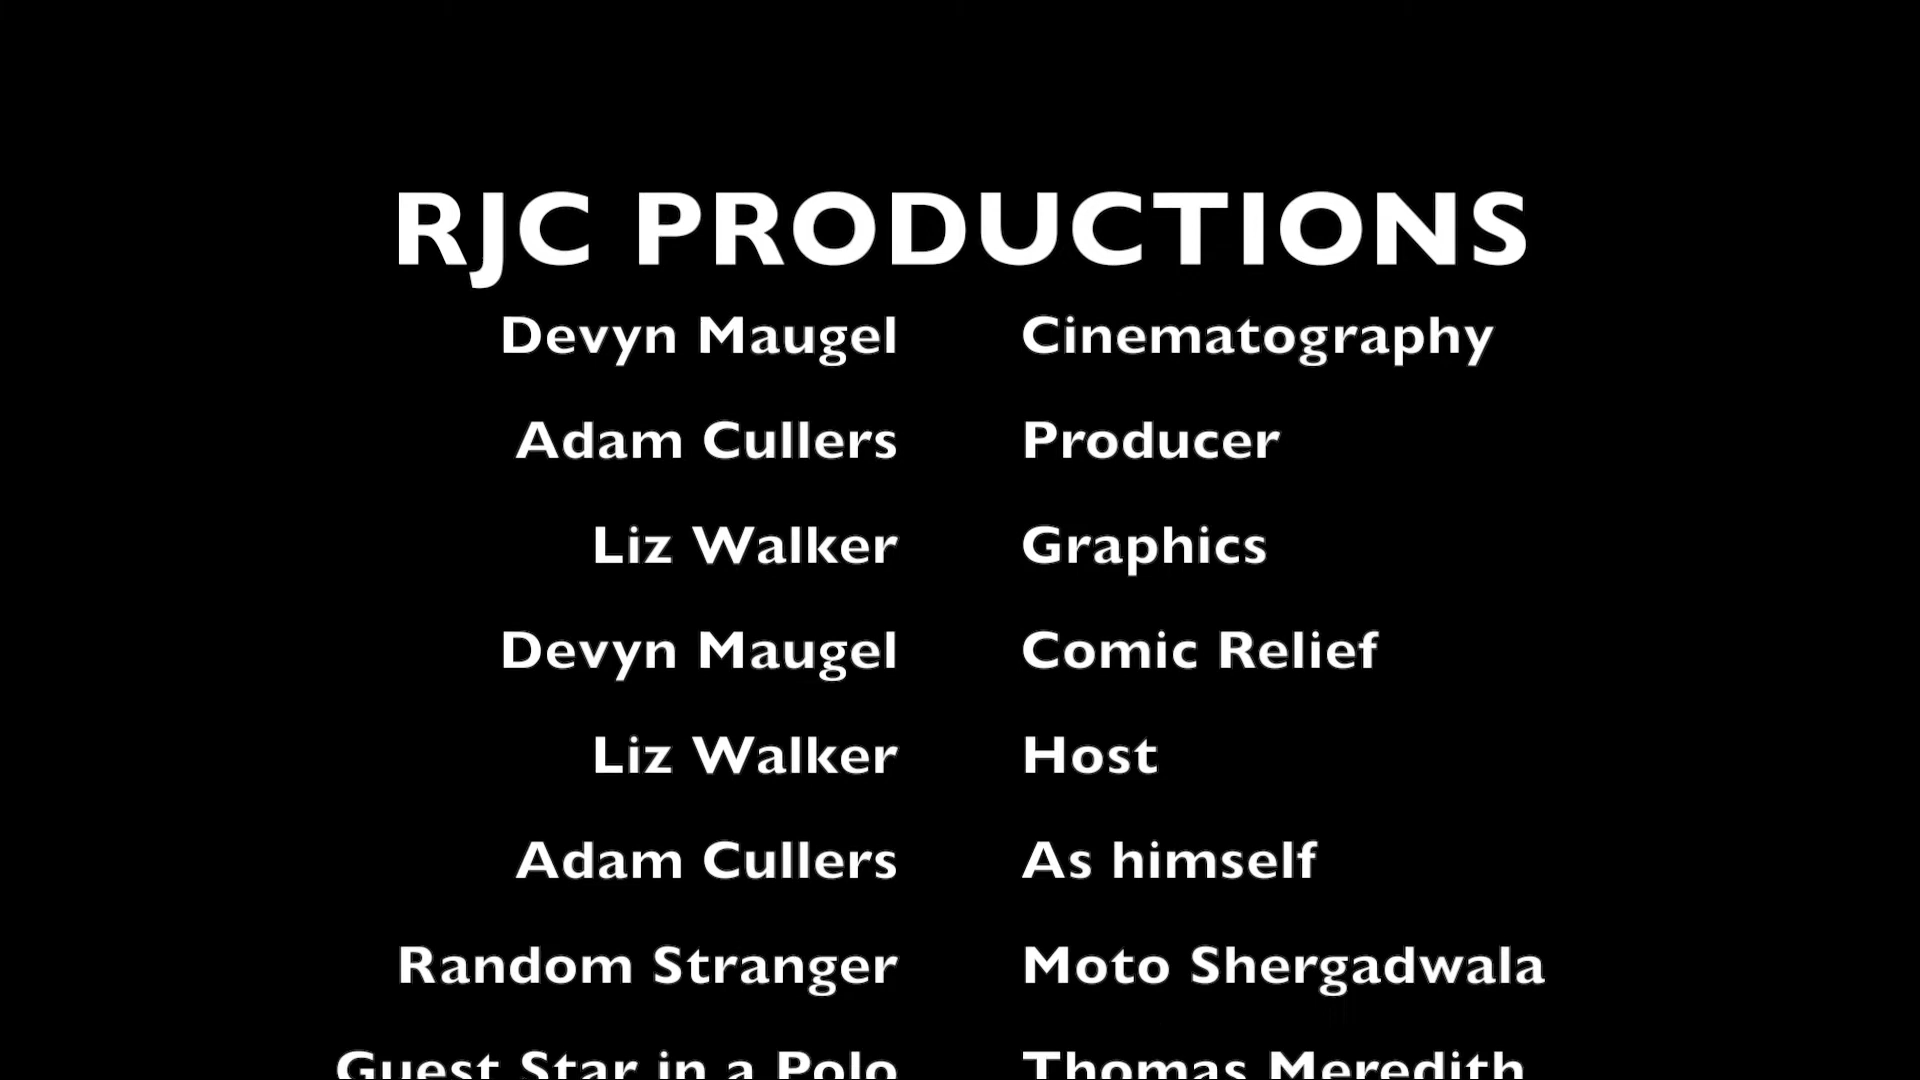 RJC PRODUCTIONS
Devyn Maugel Cinematography
Adam Cullers Producer
Liz Walker Graphics
Devyn Maugel Comic Relief
Liz Walker Host
Adam Cullers As himself
Random Stranger Moto Shergadwala
Guest Star in a Polo Thomas Meredith